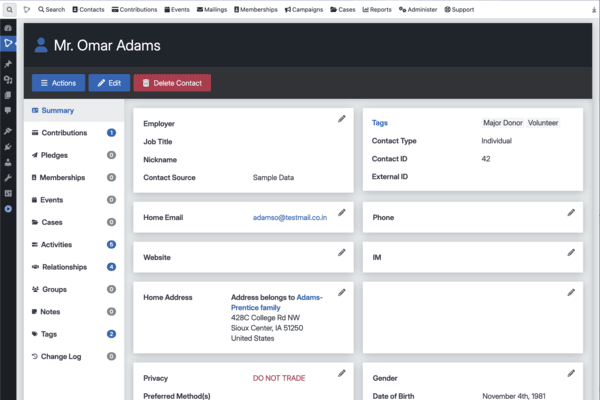 Search Contacts Contributions Events Mailings Memberships Campaigns Cases Reports Administer Support
Mr. Omar Adams
Actions Edit Delete Contact
Summary
Contributions 1
Pledges 0
Memberships 0
Events 0
Cases 0
Activities 6
Relationships 4
Groups 0
Notes 0
Tags 2
Change Log 0
Employer
Job Title
Nickname
Contact Source Sample Data
Tags Major Donor Volunteer
Contact Type Individual
Contact ID 42
External ID
Home Email adamso@testmail.co.in
Phone
Website
IM
Home Address Address belongs to Adams-
Prentice family
428C College Rd NW
Sioux Center, IA 51250
United States
Privacy DO NOT TRADE
Preferred Method(s)
Gender
Date of Birth November 4th, 1981